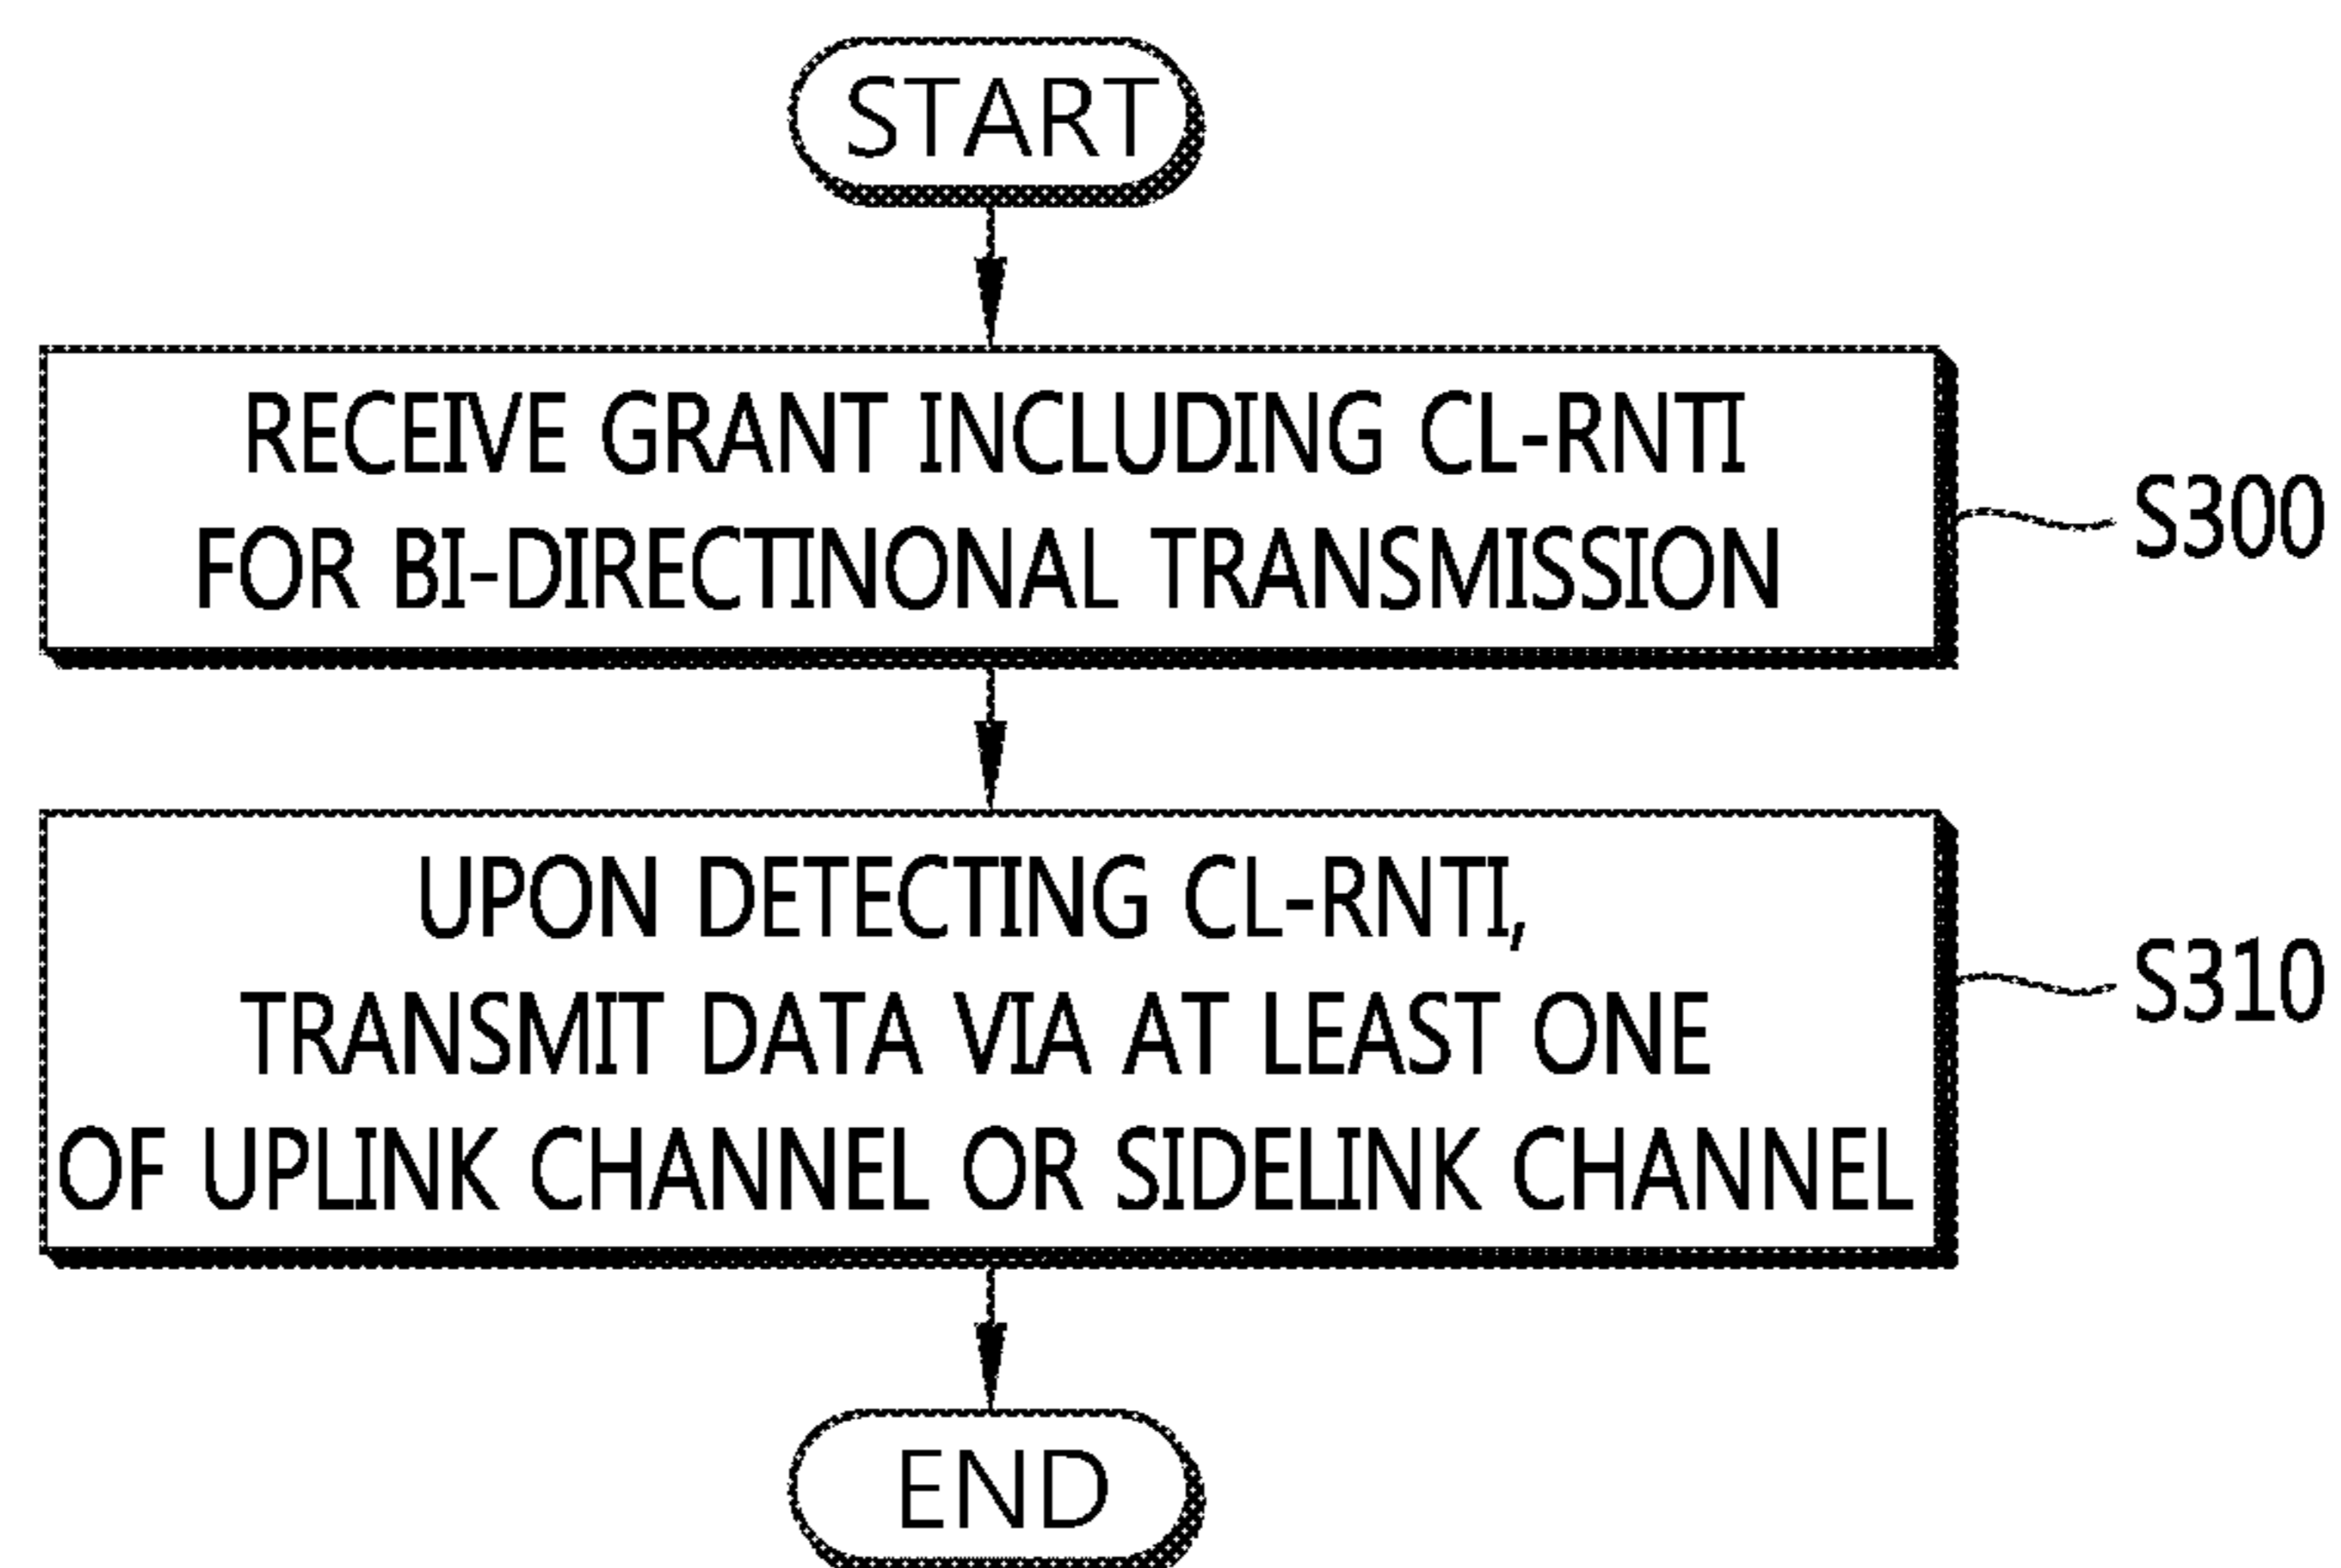 START
RECEIVE GRANT INCLUDING CL-RNTI
FOR BI-DIRECTINONAL TRANSMISSION
S300
UPON DETECTING CL-RNTI,
TRANSMIT DATA VIA AT LEAST ONE
OF UPLINK CHANNEL OR SIDELINK CHANNEL
S310
END